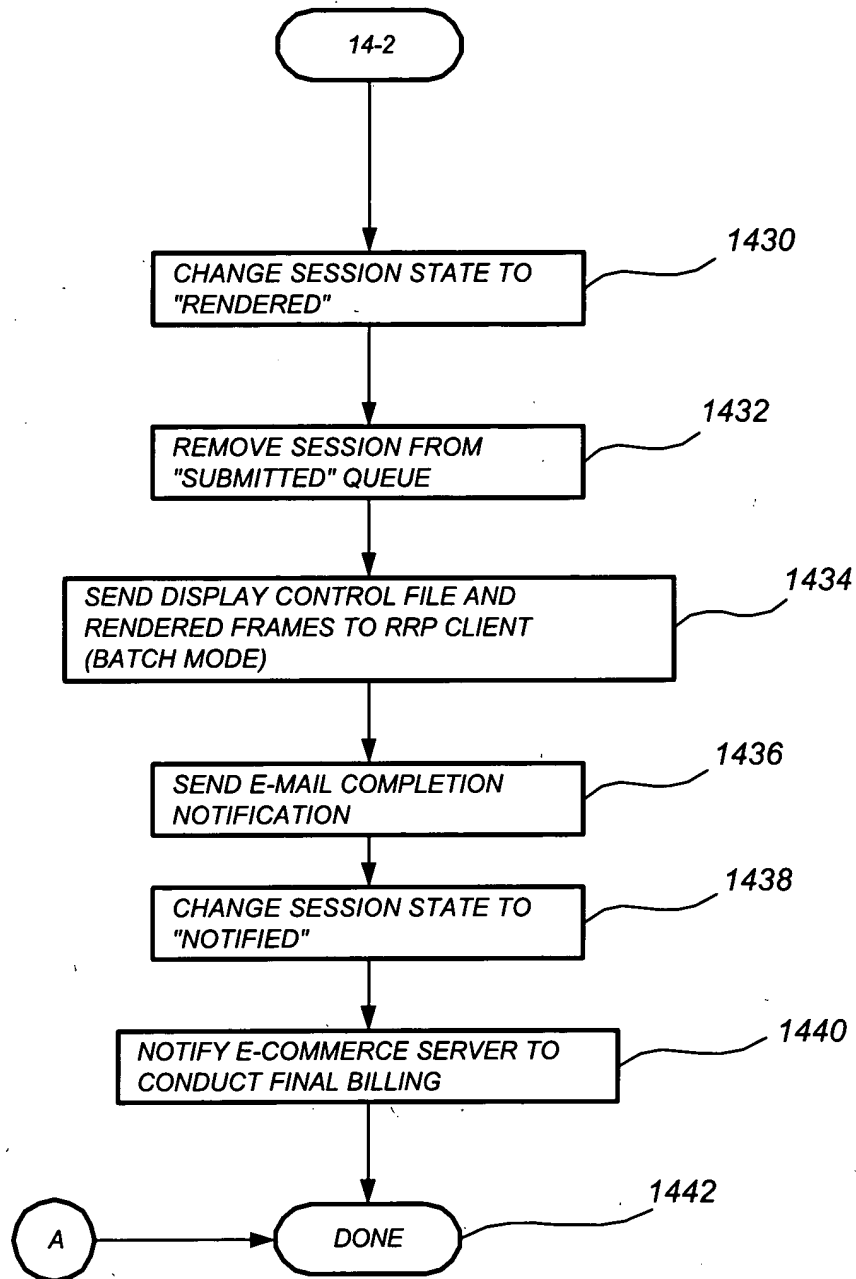 14-2
1430
CHANGE SESSION STATE TO
"RENDERED"
1432
REMOVE SESSION FROM
"SUBMITTED" QUEUE
1434
SEND DISPLAY CONTROL FILE AND
RENDERED FRAMES TO RRP CLIENT
(BATCH MODE)
1436
SEND E-MAIL COMPLETION
NOTIFICATION
1438
CHANGE SESSION STATE TO
"NOTIFIED"
1440
NOTIFY E-COMMERCE SERVER TO
CONDUCT FINAL BILLING
1442
A
DONE